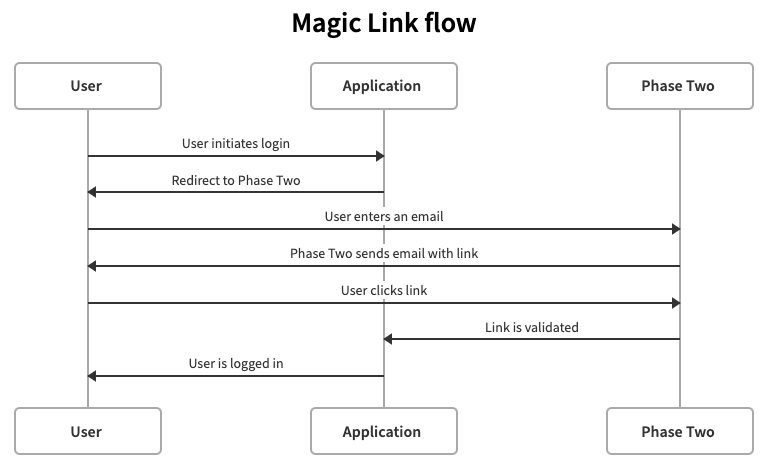 Magic Link flow
User
Application
Phase Two
User initiates login
Redirect to Phase Two
User enters an email
Phase Two sends email with link
User clicks link
Link is validated
User is logged in
User
Application
Phase Two